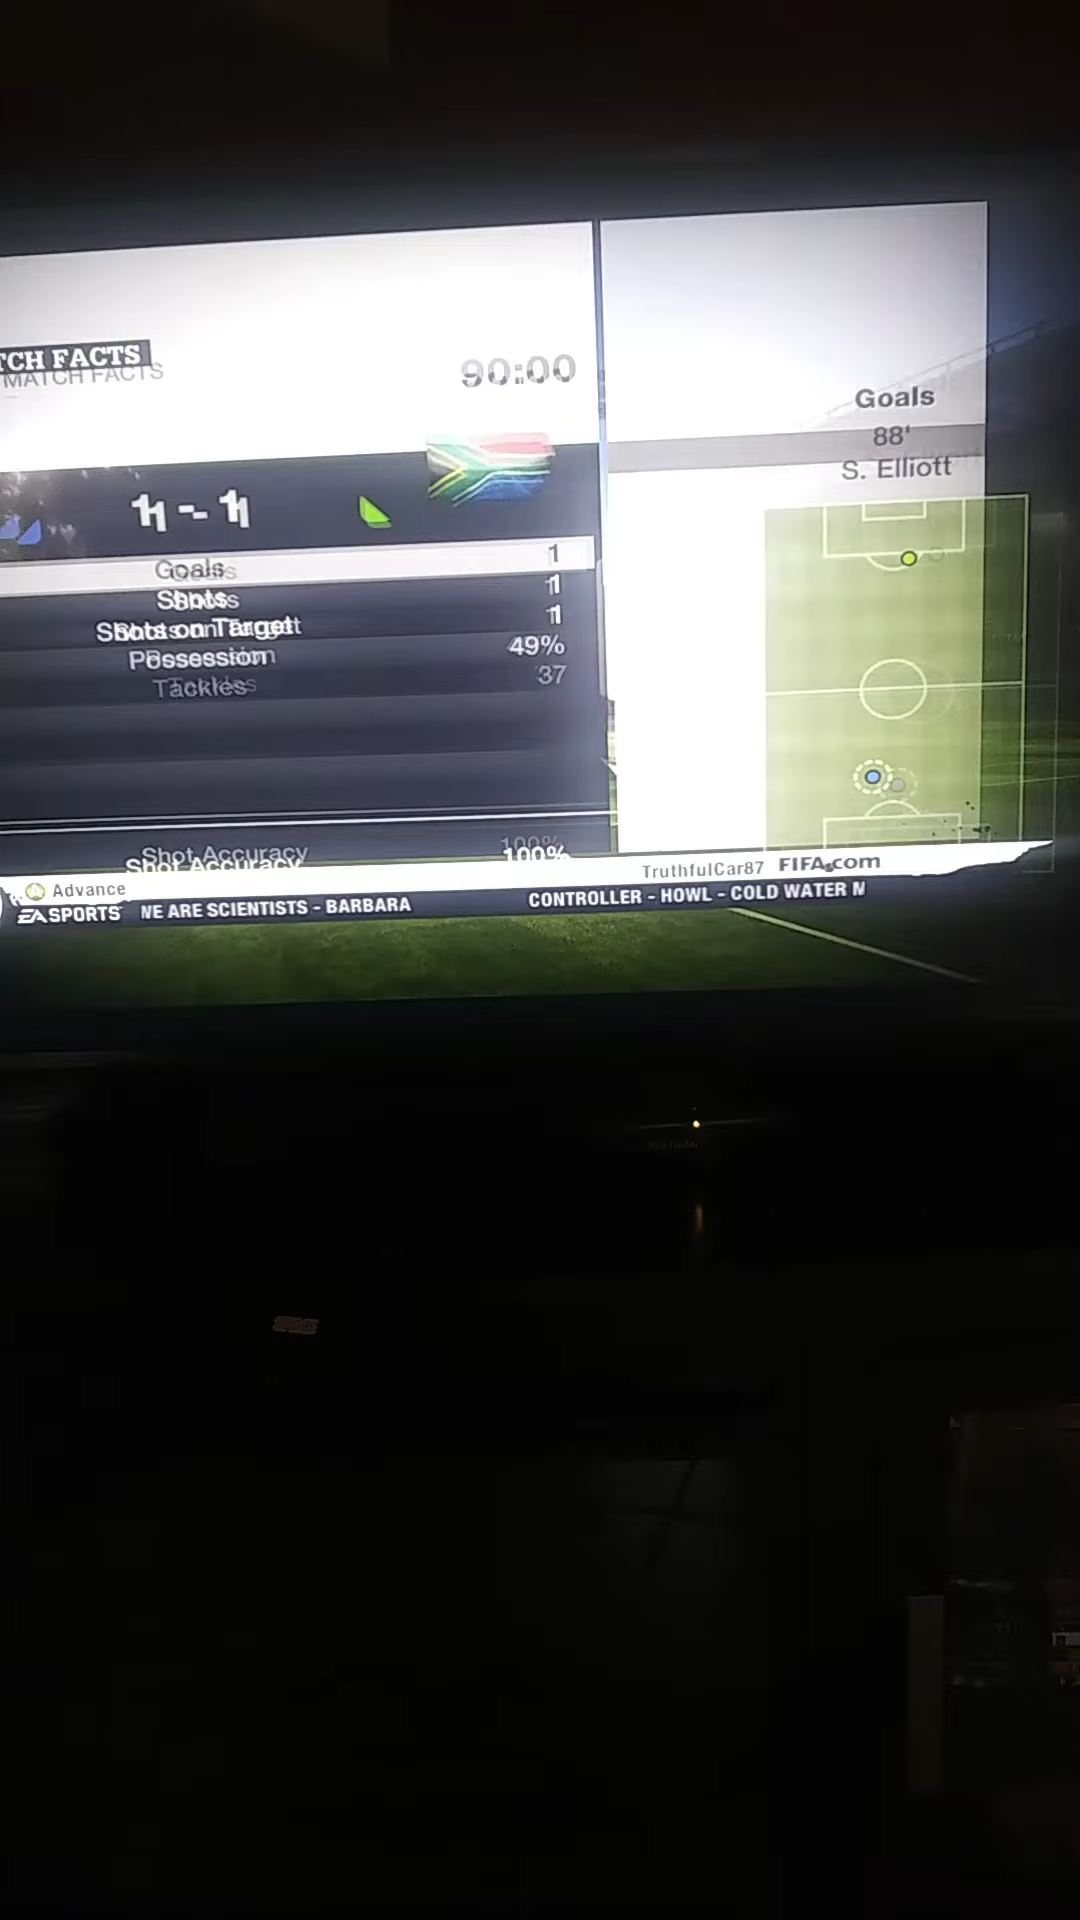 TCH FACTS
MATCH FACTS
90:00
1 - 1
Goals 1
Shots 1
Shots on Target 1
Possession 49%
Tackles 37
Shot Accuracy 100%
Goals
88'
S. Elliott
TruthfulCar87 FIFA.com
A Advance
EA SPORTS WE ARE SCIENTISTS - BARBARA CONTROLLER - HOWL - COLD WATER M